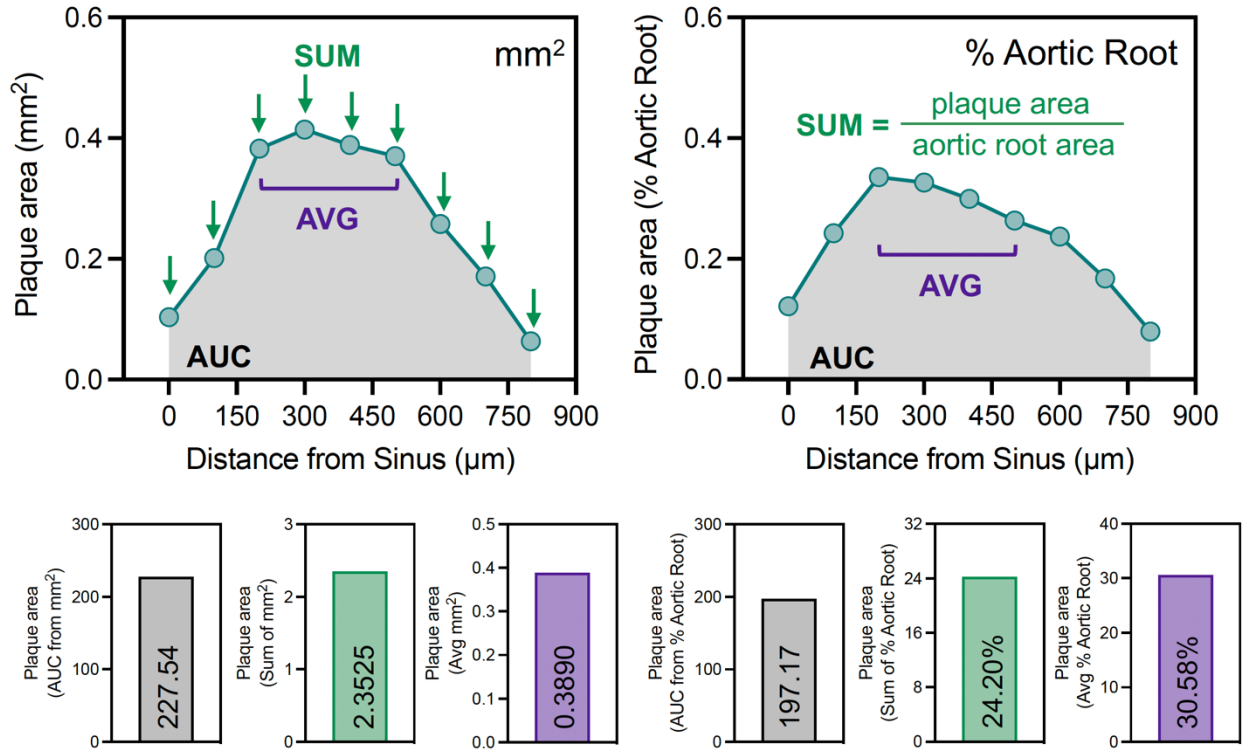 0.6
0.4
0.2
0.0
Plaque area (mm²)
SUM
mm²
AVG
AUC
0 150 300 450 600 750 900
Distance from Sinus (µm)
0.6
0.4
0.2
0.0
Plaque area (% Aortic Root)
% Aortic Root
SUM = plaque area
aortic root area
AVG
AUC
0 150 300 450 600 750 900
Distance from Sinus (µm)
Plaque area
(AUC from mm²)
300
200
100
0
227.54
Plaque area
(Sum of mm²)
3
2
1
0
2.3525
Plaque area
(Avg mm²)
0.5
0.4
0.3
0.2
0.1
0.0
0.3890
Plaque area
(AUC from % Aortic Root)
300
200
100
0
197.17
Plaque area
(Sum of % Aortic Root)
32
24
16
8
0
24.20%
Plaque area
(Avg % Aortic Root)
40
30
20
10
0
30.58%